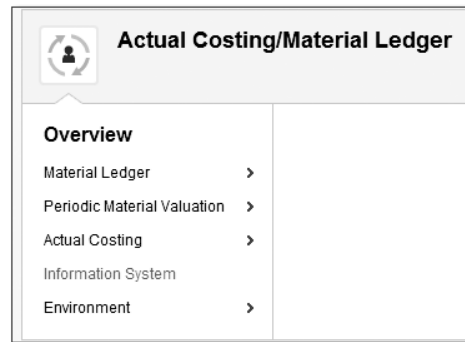 Actual Costing/Material Ledger
Overview
Material Ledger
Periodic Material Valuation
Actual Costing
Information System
Environment